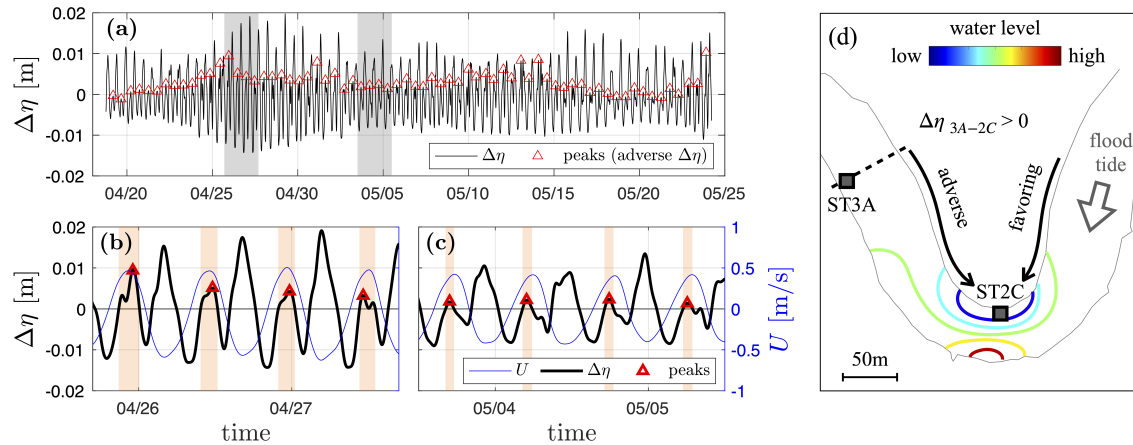 (a)
Δη [m]
0.02
0.01
0
-0.01
-0.02
Δη peaks (adverse Δη)
04/20 04/25 04/30 05/05 05/10 05/15 05/20 05/25
(b)
Δη [m]
0.02
0.01
0
-0.01
-0.02
04/26 04/27
time
(c)
U Δη peaks
1
0.5
0
-0.5
-1
U [m/s]
05/04 05/05
time
(d)
water level
low high
Δη 3A−2C > 0
flood
tide
adverse
favoring
ST3A
ST2C
50m